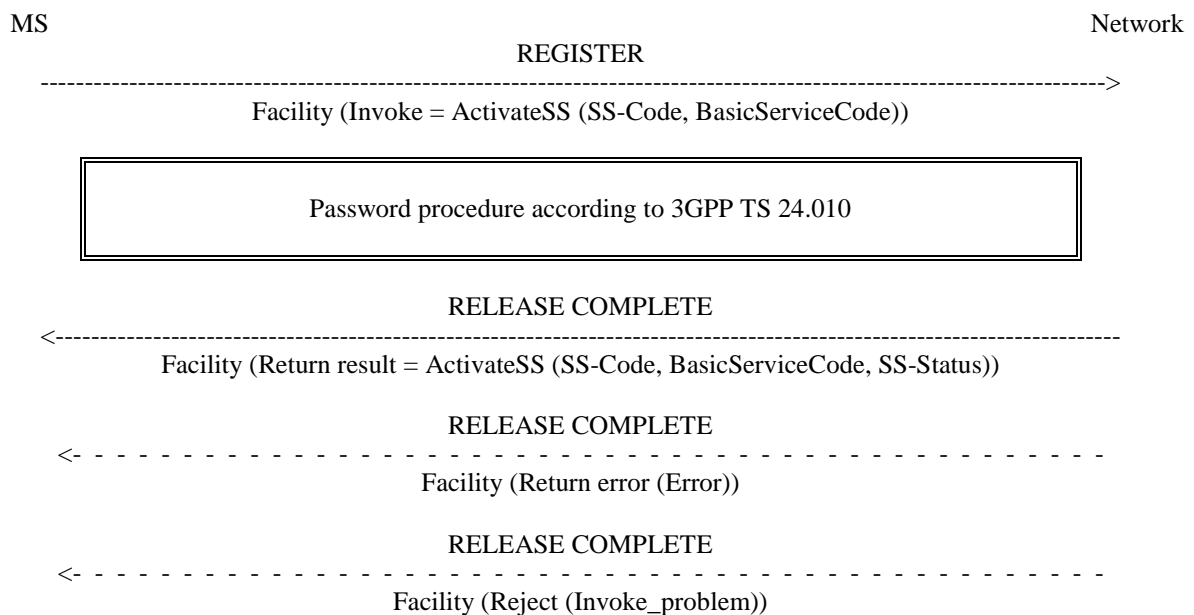 MS Network
REGISTER
------------------------------------------------------------------------------------------------------------------------>
Facility (Invoke = ActivateSS (SS-Code, BasicServiceCode))
Password procedure according to 3GPP TS 24.010
RELEASE COMPLETE
<------------------------------------------------------------------------------------------------------------------------
Facility (Return result = ActivateSS (SS-Code, BasicServiceCode, SS-Status))
RELEASE COMPLETE
<- - - - - - - - - - - - - - - - - - - - - - - - - - - - - - - - - - - - - - - - - - - - - - - -
Facility (Return error (Error))
RELEASE COMPLETE
<- - - - - - - - - - - - - - - - - - - - - - - - - - - - - - - - - - - - - - - - - - - - - - - -
Facility (Reject (Invoke_problem))